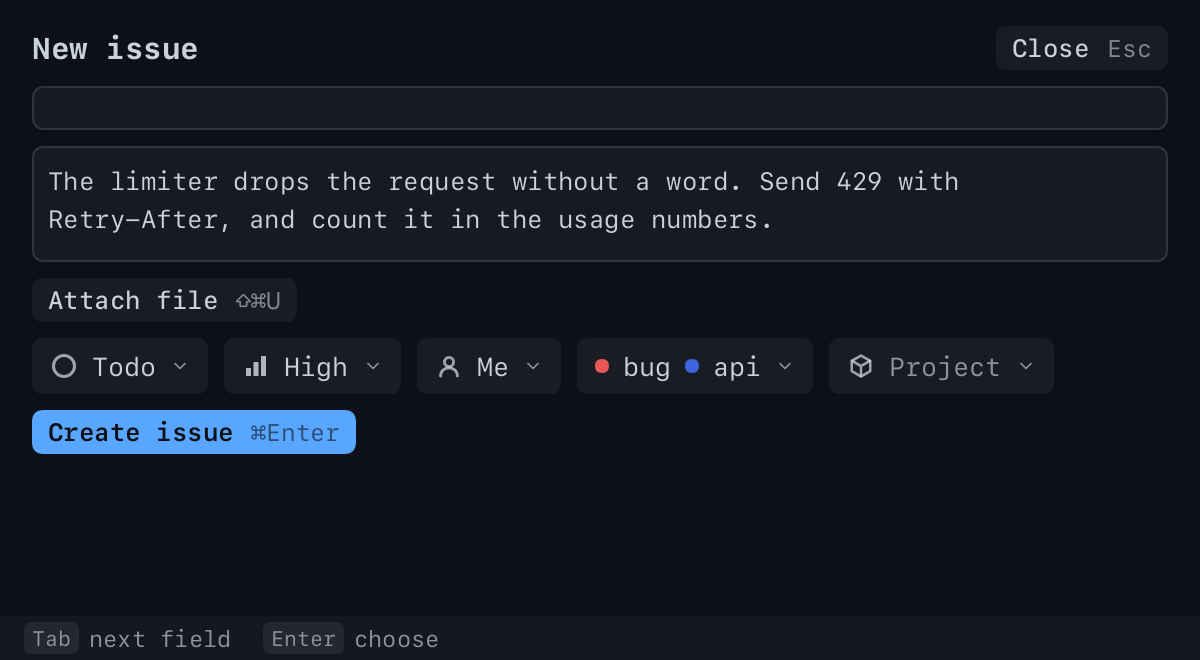 New issue
Close Esc
The limiter drops the request without a word. Send 429 with
Retry-After, and count it in the usage numbers.
Attach file ⇧⌘U
Todo High Me bug api Project
Create issue ⌘Enter
Tab next field Enter choose